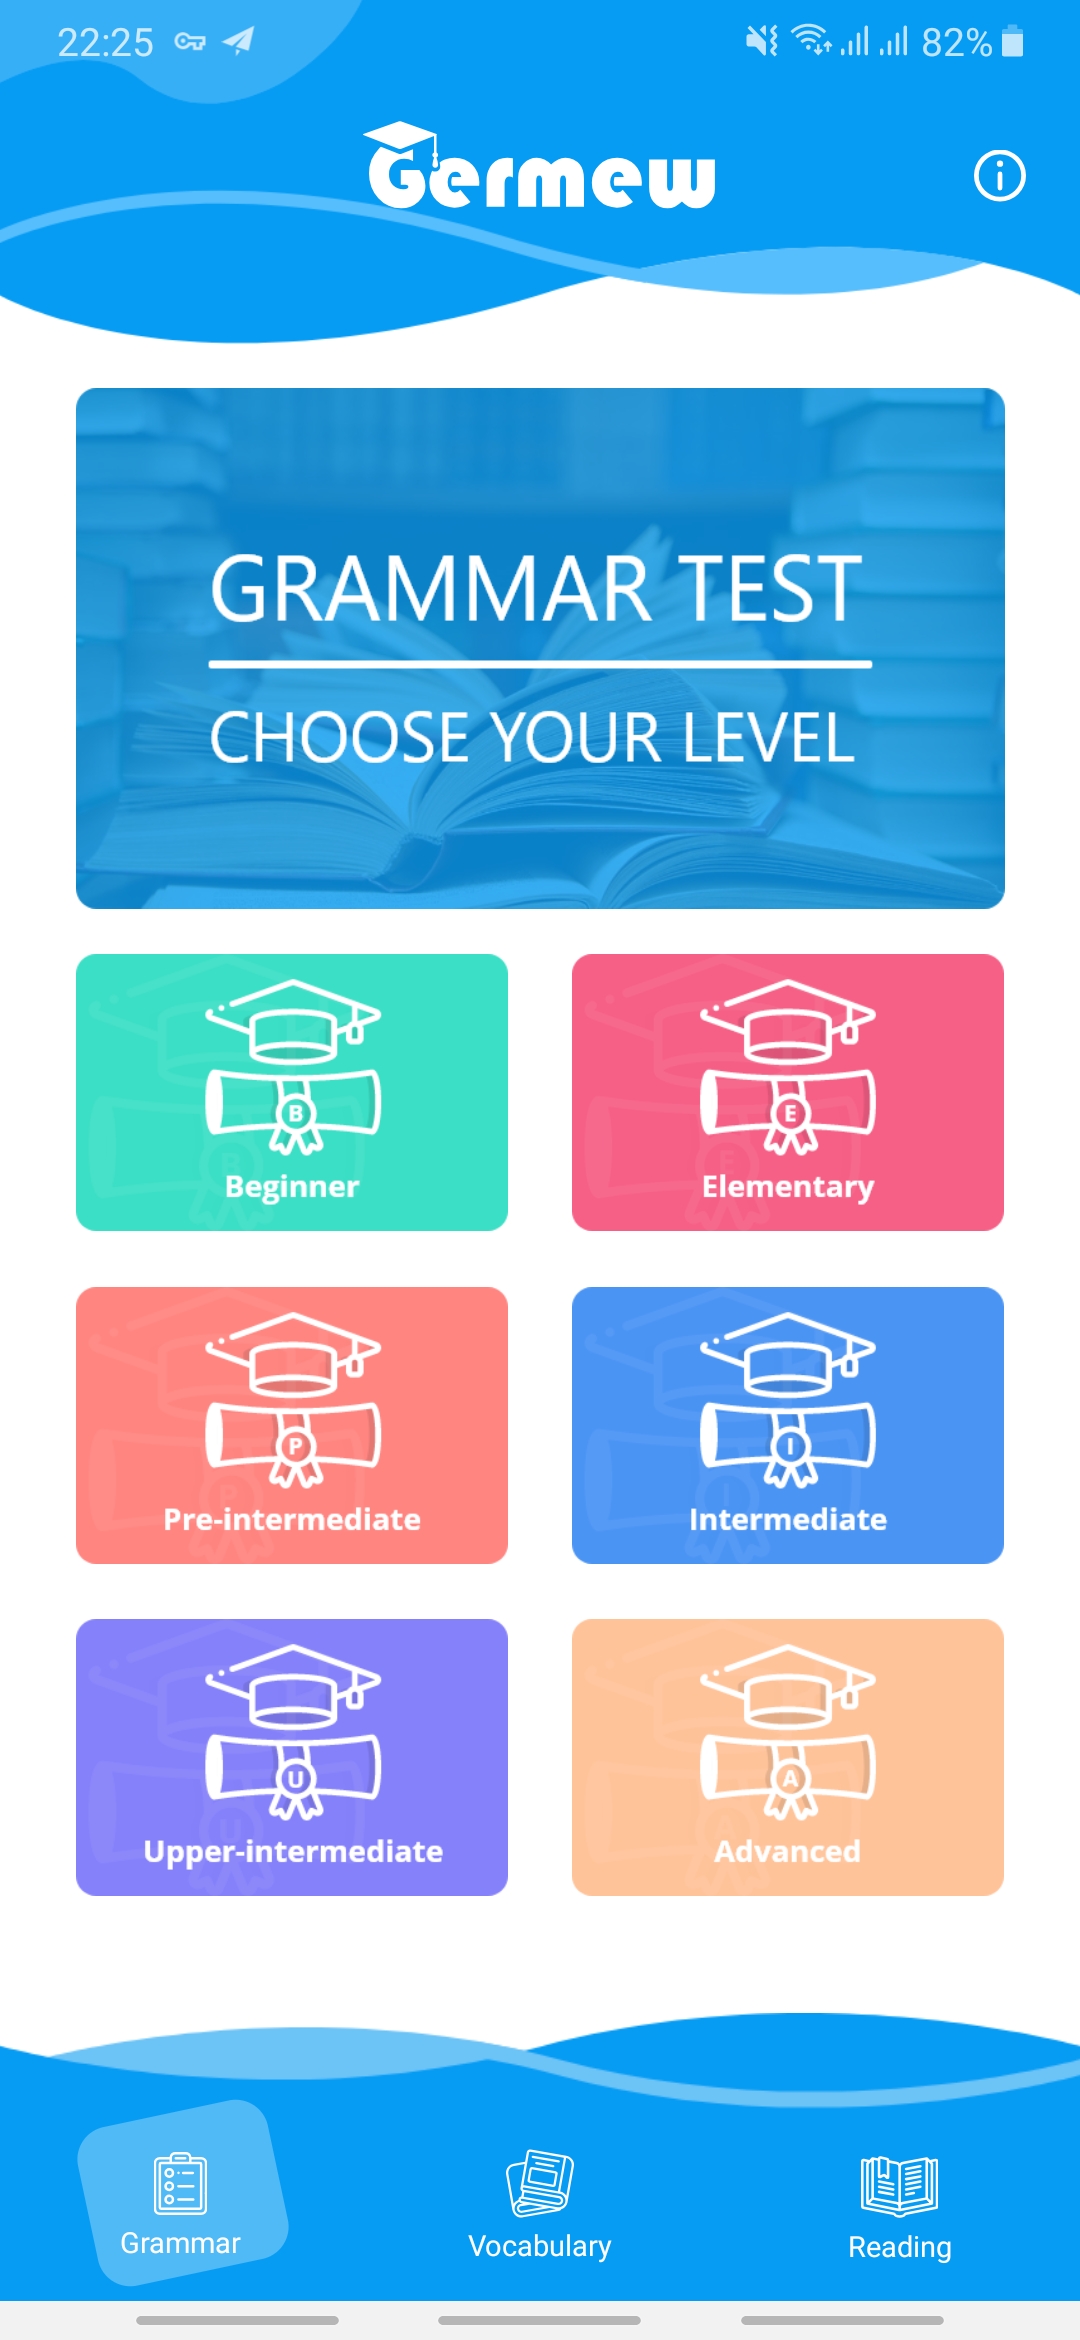 22:25
82%
Germew
GRAMMAR TEST
CHOOSE YOUR LEVEL
B
Beginner
E
Elementary
P
Pre-intermediate
I
Intermediate
U
Upper-intermediate
A
Advanced
Grammar
Vocabulary
Reading